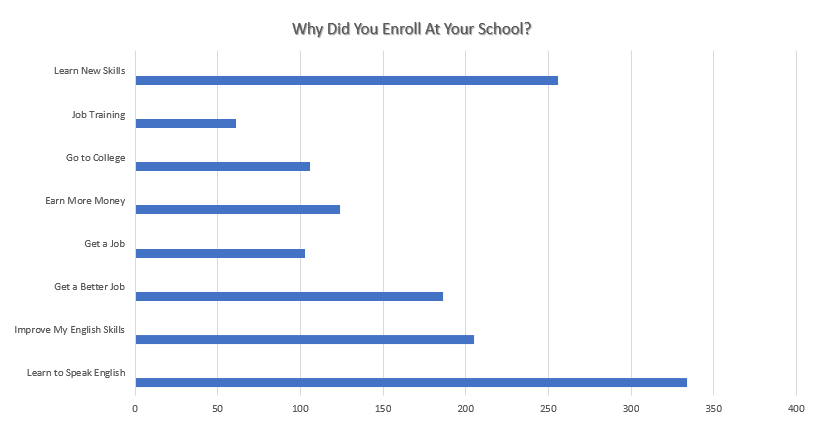 Why Did You Enroll At Your School?
Learn New Skills
Job Training
Go to College
Earn More Money
Get a Job
Get a Better Job
Improve My English Skills
Learn to Speak English
0 50 100 150 200 250 300 350 400